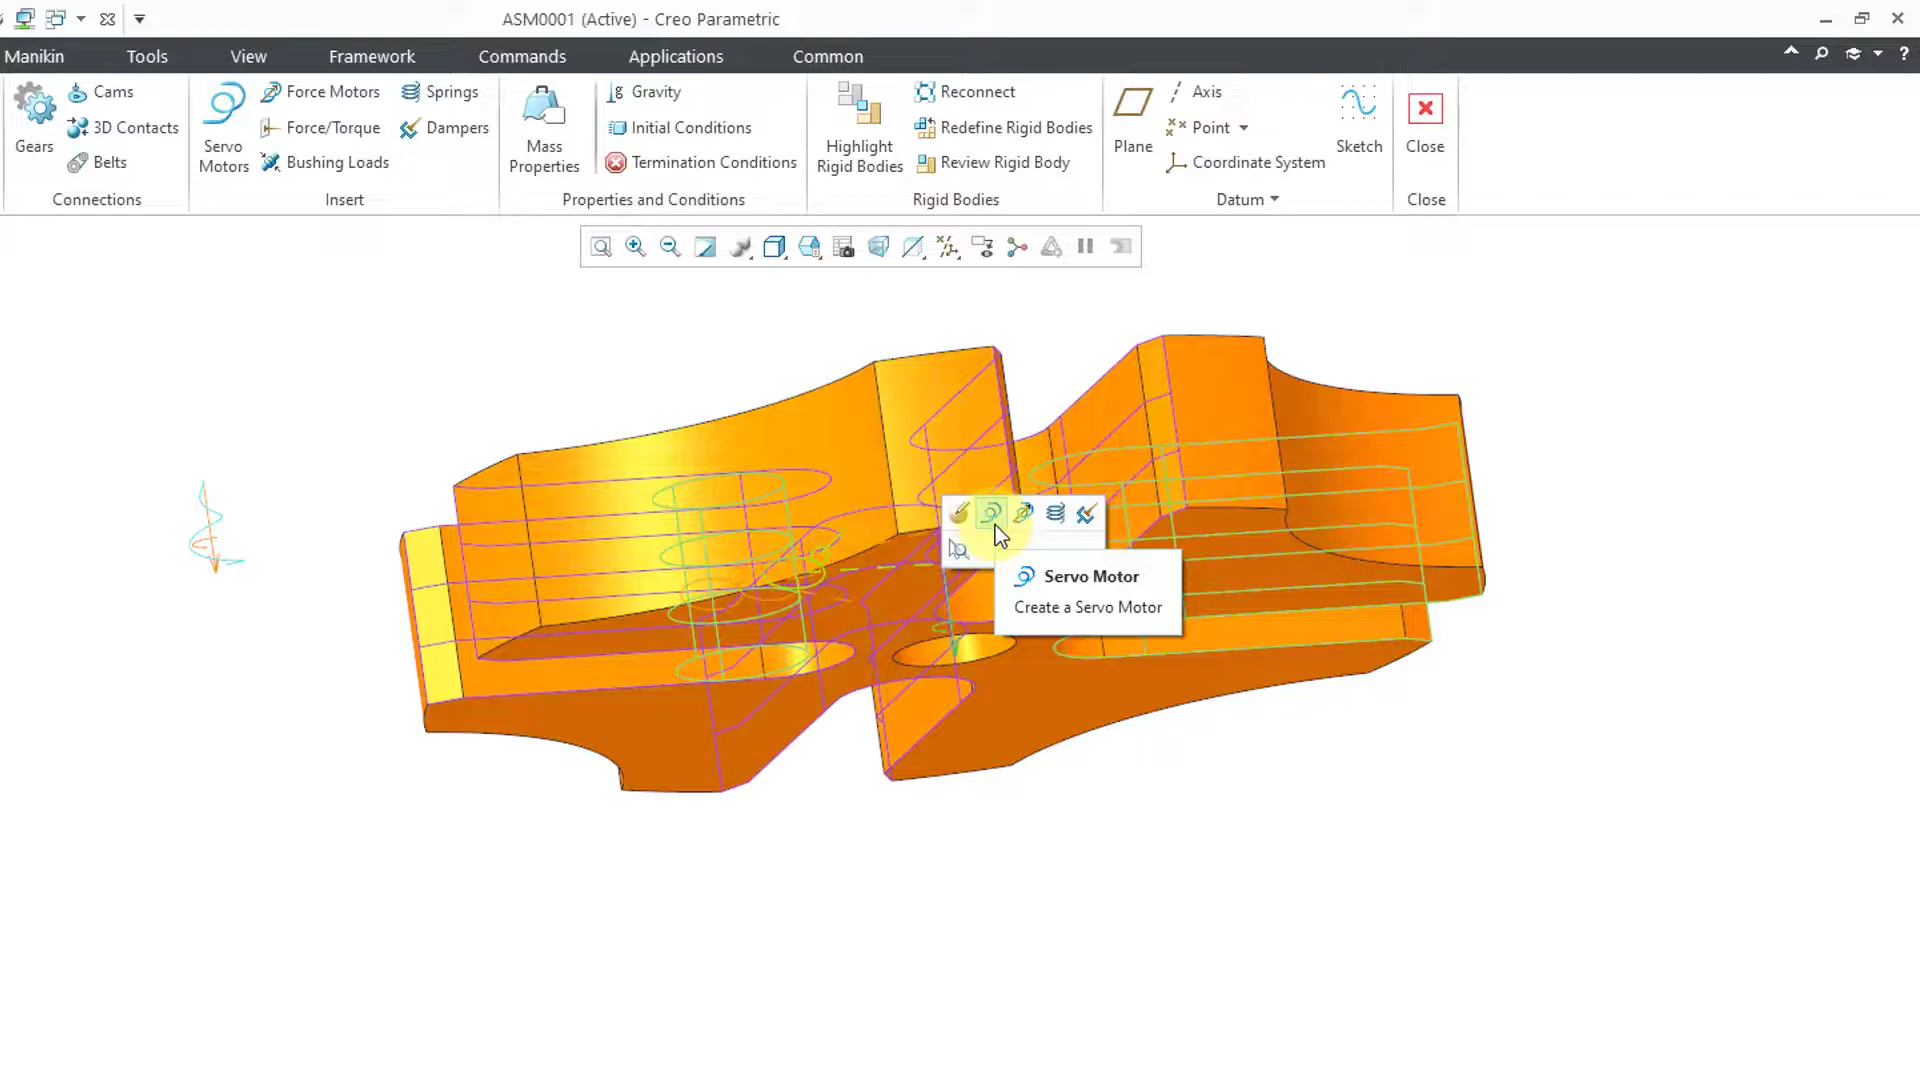 ASM0001 (Active) - Creo Parametric
Manikin Tools View Framework Commands Applications Common
?
Gears
Cams
3D Contacts
Belts
Connections
Servo
Motors
Force Motors
Force/Torque
Bushing Loads
Springs
Dampers
Insert
Mass
Properties
Gravity
Initial Conditions
Termination Conditions
Properties and Conditions
Highlight
Rigid Bodies
Reconnect
Redefine Rigid Bodies
Review Rigid Body
Rigid Bodies
Plane
Axis
Point
Coordinate System
Sketch
Datum
Close
Close
Servo Motor
Create a Servo Motor